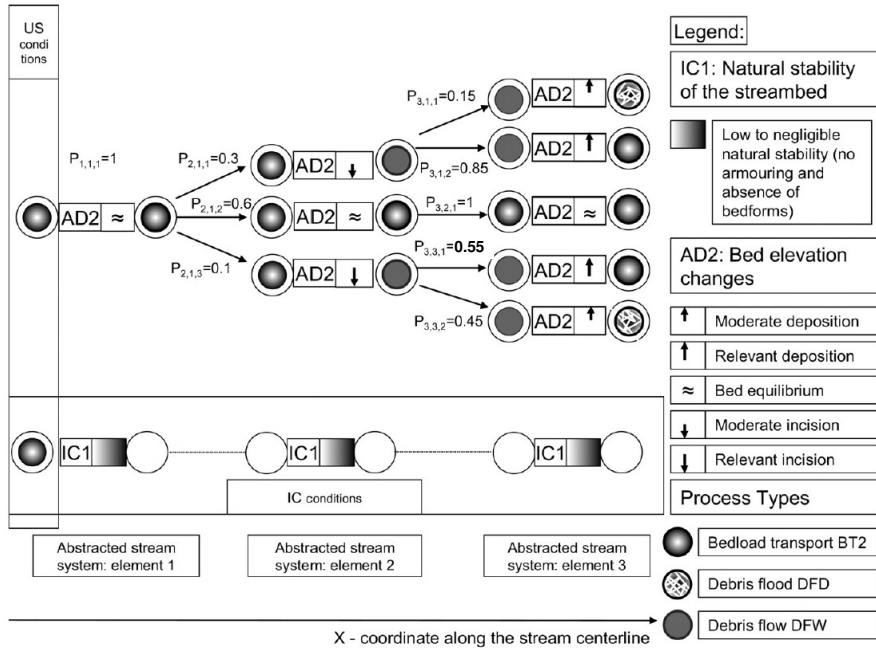 US
condi
tions
P1,1,1=1
P2,1,1=0.3
P2,1,2=0.6
P2,1,3=0.1
P3,1,1=0.15
P3,1,2=0.85
P3,2,1=1
P3,3,1=0.55
P3,3,2=0.45
AD2 ≈
AD2 ↓
AD2 ≈
AD2 ↓
AD2 ↑
AD2 ↑
AD2 ≈
AD2 ↑
AD2 ↑
IC1
IC1
IC1
IC conditions
Abstracted stream
system: element 1
Abstracted stream
system: element 2
Abstracted stream
system: element 3
X - coordinate along the stream centerline
Legend:
IC1: Natural stability
of the streambed
Low to negligible
natural stability (no
armouring and
absence of
bedforms)
AD2: Bed elevation
changes
↑ Moderate deposition
↑ Relevant deposition
≈ Bed equilibrium
↓ Moderate incision
↓ Relevant incision
Process Types
Bedload transport BT2
Debris flood DFD
Debris flow DFW